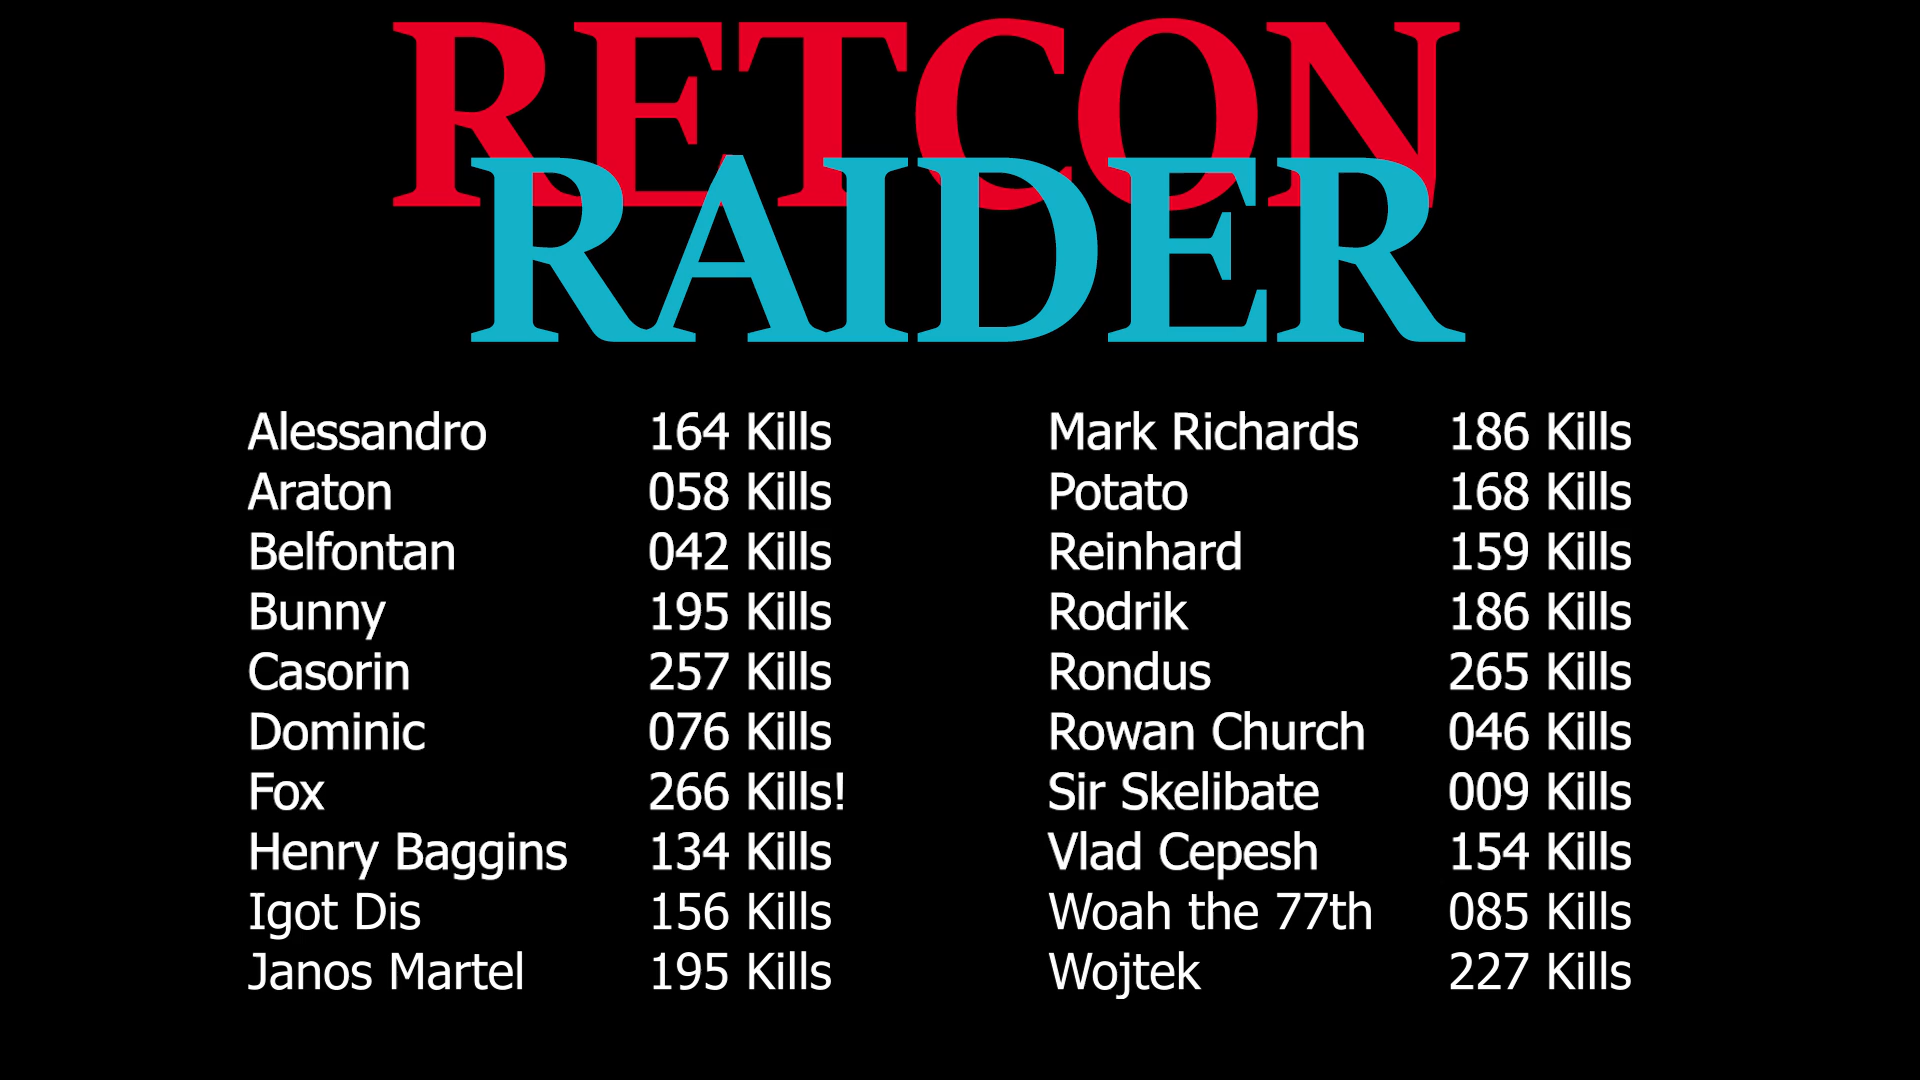 RETCON
RAIDER
Alessandro 164 Kills
Araton 058 Kills
Belfontan 042 Kills
Bunny 195 Kills
Casorin 257 Kills
Dominic 076 Kills
Fox 266 Kills!
Henry Baggins 134 Kills
Igot Dis 156 Kills
Janos Martel 195 Kills
Mark Richards 186 Kills
Potato 168 Kills
Reinhard 159 Kills
Rodrik 186 Kills
Rondus 265 Kills
Rowan Church 046 Kills
Sir Skelibate 009 Kills
Vlad Cepesh 154 Kills
Woah the 77th 085 Kills
Wojtek 227 Kills